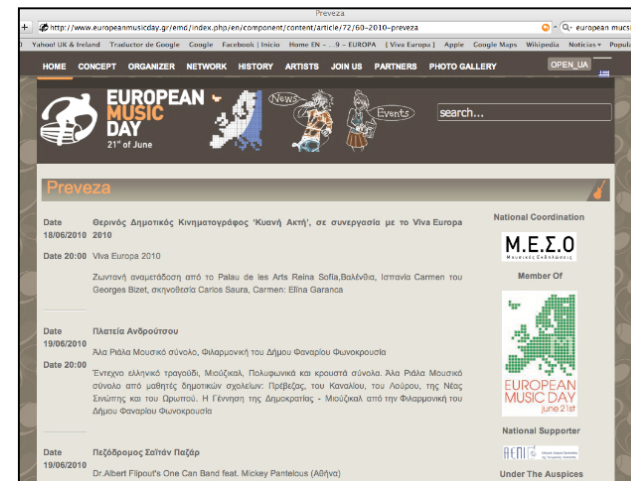 Preveza
http://www.europeanmusicday.gr/emd/index.php/en/component/content/article/72/60-2010-preveza
Q- european mucsi
Yahoo! UK & Ireland Traductor de Google Google Facebook | Inicio Home EN - ...9 - EUROPA ( Viva Europa ) Apple Google Maps Wikipedia Noticias Popula
HOME CONCEPT ORGANIZER NETWORK HISTORY ARTISTS JOIN US PARTNERS PHOTO GALLERY OPEN_UA
EUROPEAN
MUSIC
DAY
21st of June
News
Events
search...
Preveza
Date 18/06/2010 Θερινός Δημοτικός Κινηματογράφος 'Κυανή Ακτή', σε συνεργασία με το Viva Europa
2010
Date 20:00 Viva Europa 2010
Ζωντανή αναμετάδοση από το Palau de les Arts Reina Sofia,Βαλένθια, Ισπανία Carmen του
Georges Bizet, σκηνοθεσία Carlos Saura, Carmen: Elina Garanca
Date 19/06/2010 Πλατεία Ανδρούτσου
Date 20:00
Άλα Ριάλα Μουσικό σύνολο, Φιλαρμονική του Δήμου Φαναρίου Φωνοκρουσία
Έντεχνο ελληνικό τραγούδι, Μιούζικαλ, Πολυφωνικά και κρουστά σύνολα. Άλα Ριάλα Μουσικό
σύνολο από μαθητές δημοτικών σχολείων: Πρέβεζας, του Καναλίου, του Λούρου, της Νέας
Σινώπης και του Ωρωπού. Η Γέννηση της Δημοκρατίας - Μιούζικαλ από την Φιλαρμονική του
Δήμου Φαναρίου Φωνοκρουσία
Date 19/06/2010 Πεζόδρομος Σαϊτάν Παζάρ
Dr.Albert Flipout's One Can Band feat. Mickey Pantelous (Αθήνα)
National Coordination
Μ.Ε.Σ.Ο
Μουσικές Εκδηλώσεις
Member Of
EUROPEAN
MUSIC DAY
june 21st
National Supporter
ΑΕΠΙ
Under The Auspices